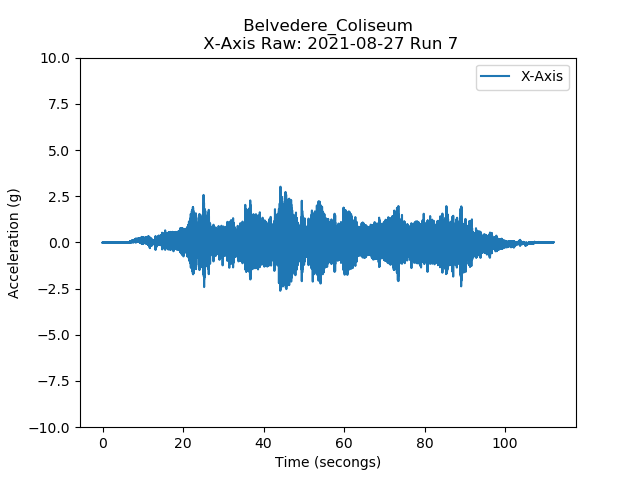 Belvedere_Coliseum
X-Axis Raw: 2021-08-27 Run 7
X-Axis
10.0
7.5
5.0
2.5
0.0
−2.5
−5.0
−7.5
−10.0
Acceleration (g)
0 20 40 60 80 100
Time (secongs)